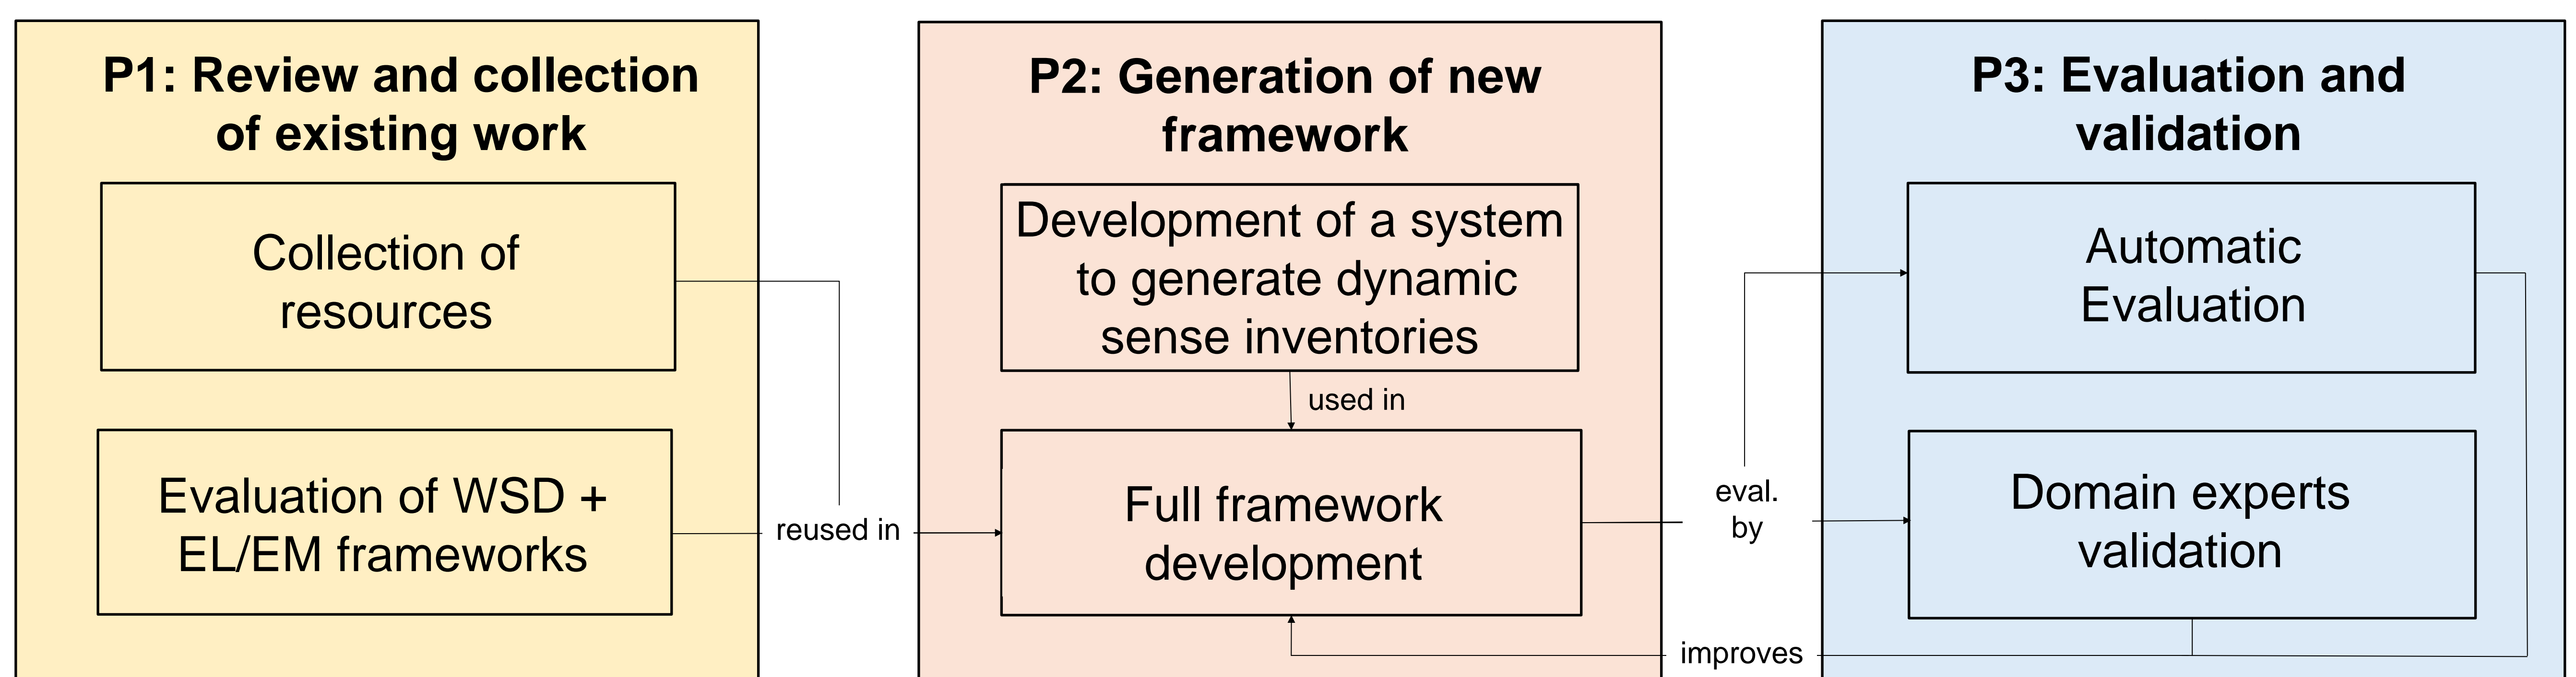 P1: Review and collection
of existing work
Collection of
resources
Evaluation of WSD +
EL/EM frameworks
reused in
P2: Generation of new
framework
Development of a system
to generate dynamic
sense inventories
used in
Full framework
development
eval.
by
improves
P3: Evaluation and
validation
Automatic
Evaluation
Domain experts
validation